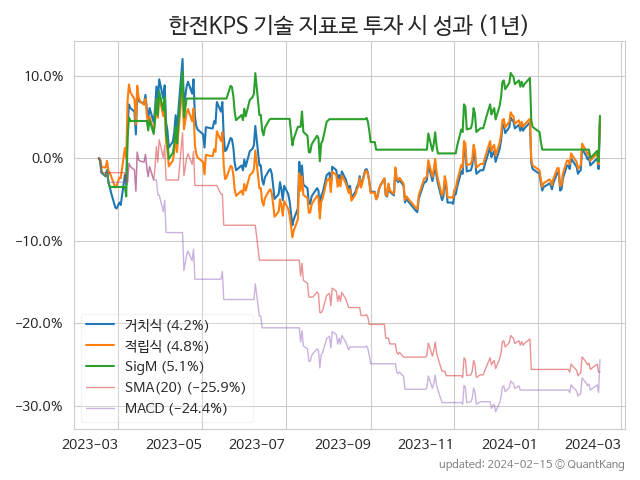 한전KPS 기술 지표로 투자 시 성과 (1년)
10.0%
0.0%
−10.0%
−20.0%
−30.0%
거치식 (4.2%)
적립식 (4.8%)
SigM (5.1%)
SMA(20) (−25.9%)
MACD (−24.4%)
2023-03 2023-05 2023-07 2023-09 2023-11 2024-01 2024-03
updated: 2024-02-15 © QuantKang